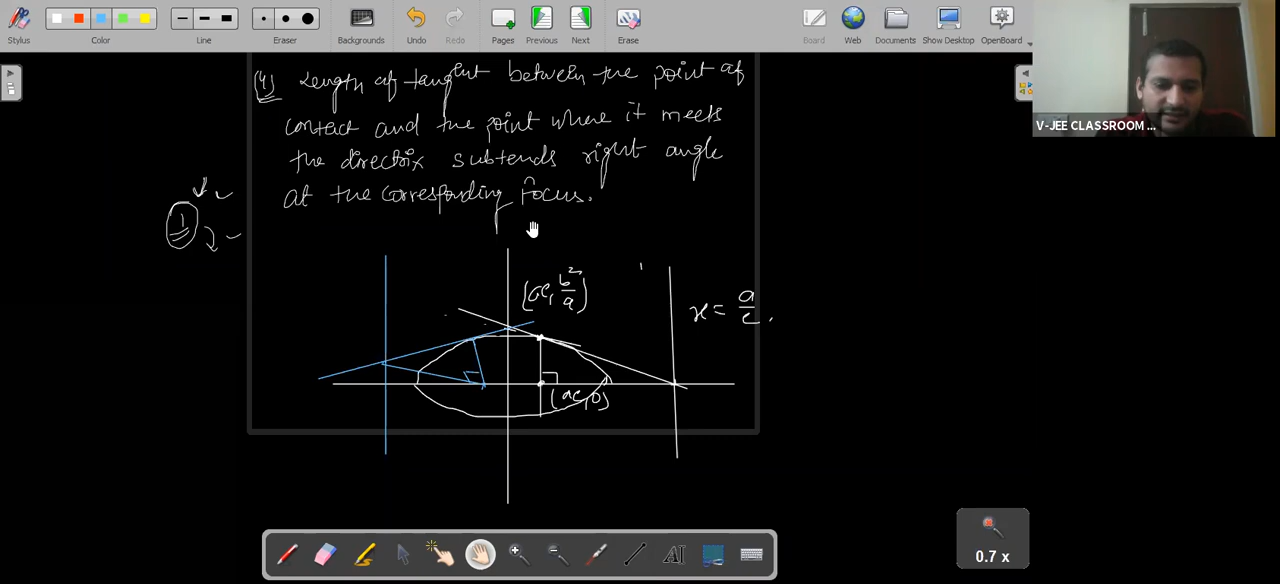 Stylus
Color
Line
Eraser
Backgrounds
Undo
Redo
Pages
Previous
Next
Erase
Board
Web
Documents
Show Desktop
OpenBoard
V-JEE CLASSROOM ...
(4) Length of tangent between the point of
contact and the point where it meets
the directrix subtends right angle
at the corresponding Focus.
1
2
(ae, b²/a)
x = a/e.
(ae, 0)
0.7 x